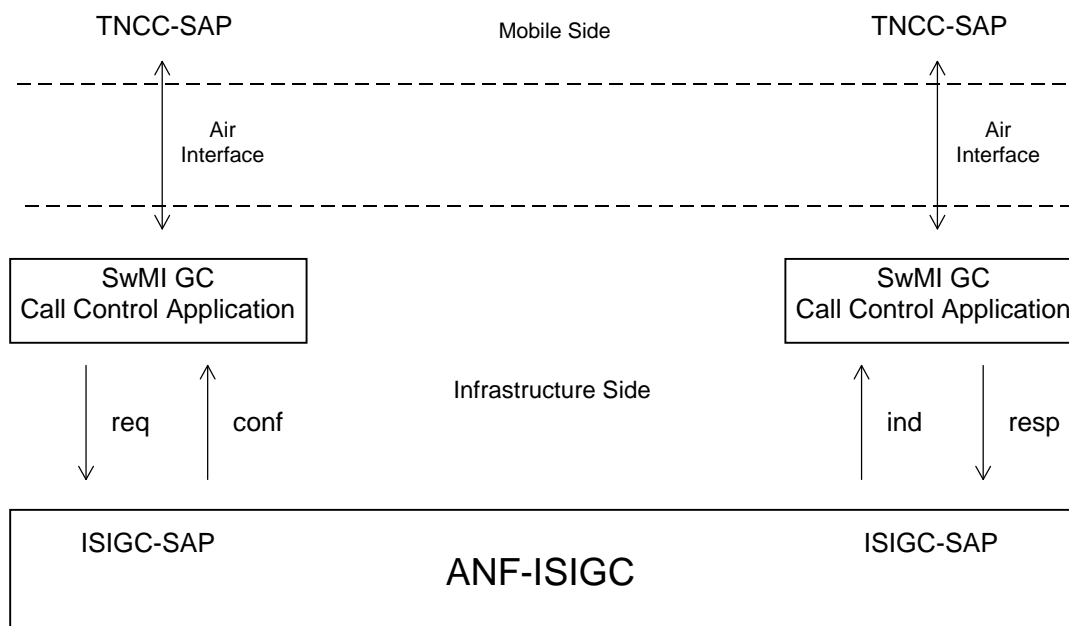 TNCC-SAP
Mobile Side
TNCC-SAP
Air
Interface
Air
Interface
SwMI GC
Call Control Application
SwMI GC
Call Control Application
Infrastructure Side
req
conf
ind
resp
ISIGC-SAP
ISIGC-SAP
ANF-ISIGC